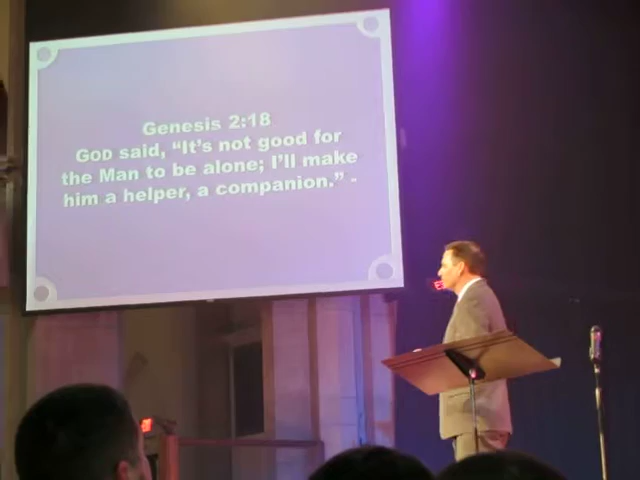 Genesis 2:18
GOD said, “It's not good for
the Man to be alone; I'll make
him a helper, a companion.” -